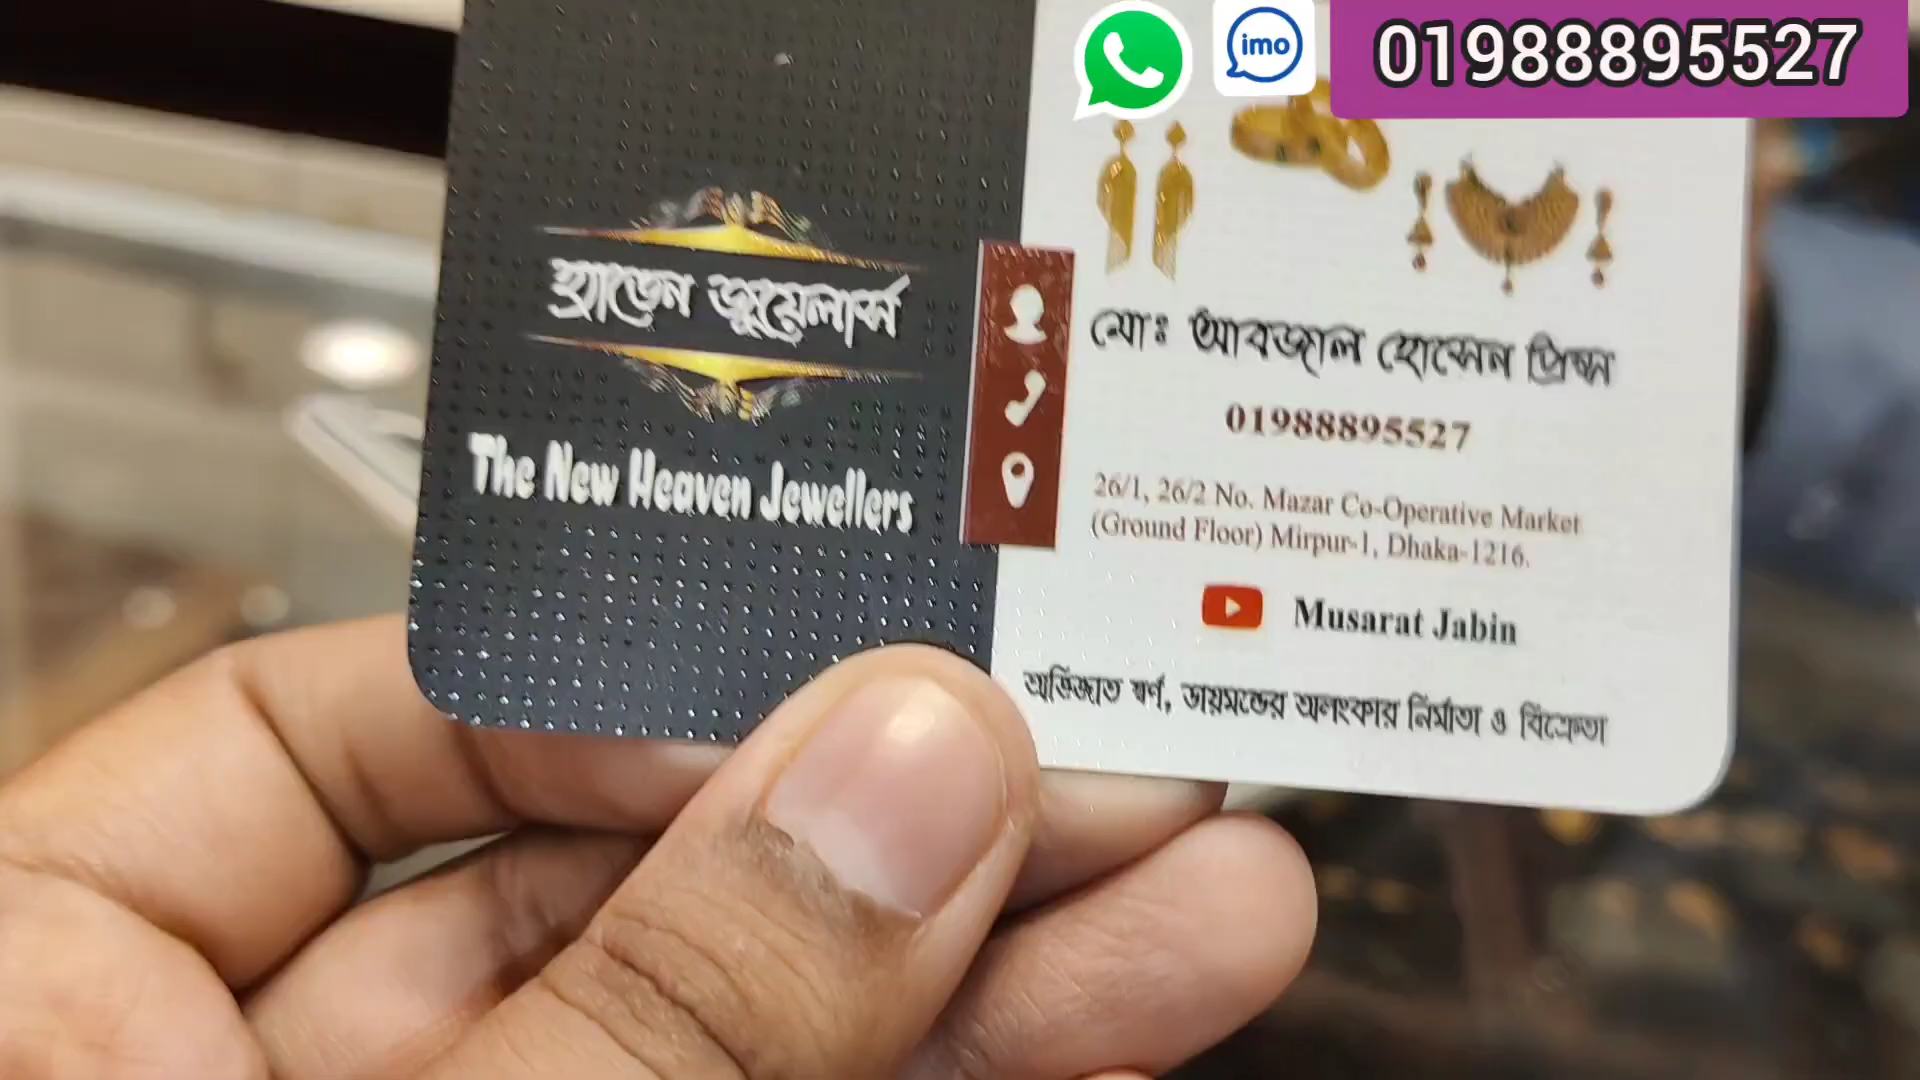 01988895527
imo
হ্যাভেন জুয়েলার্স
The New Heaven Jewellers
মোঃ আবজাল হোসেন প্রিন্স
01988895527
26/1, 26/2 No. Mazar Co-Operative Market
(Ground Floor) Mirpur-1, Dhaka-1216.
Musarat Jabin
অভিজাত স্বর্ণ, ডায়মন্ডের অলংকার নির্মাতা ও বিক্রেতা